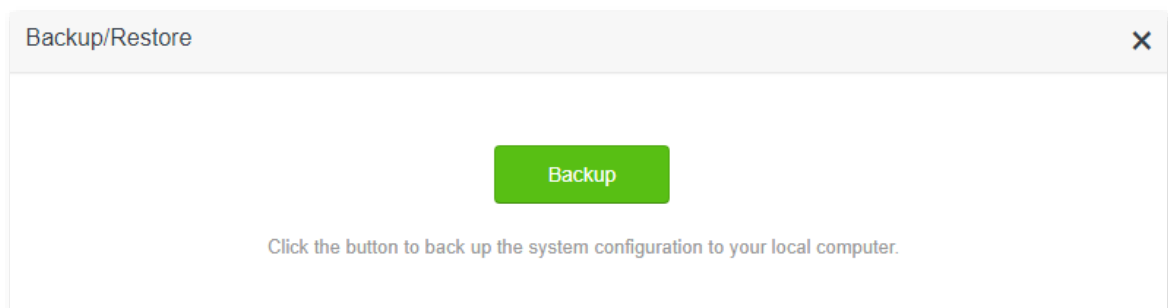 Backup/Restore
Backup
Click the button to back up the system configuration to your local computer.